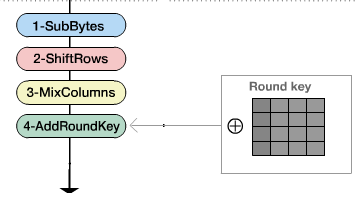 1-SubBytes
2-ShiftRows
3-MixColumns
4-AddRoundKey
Round key